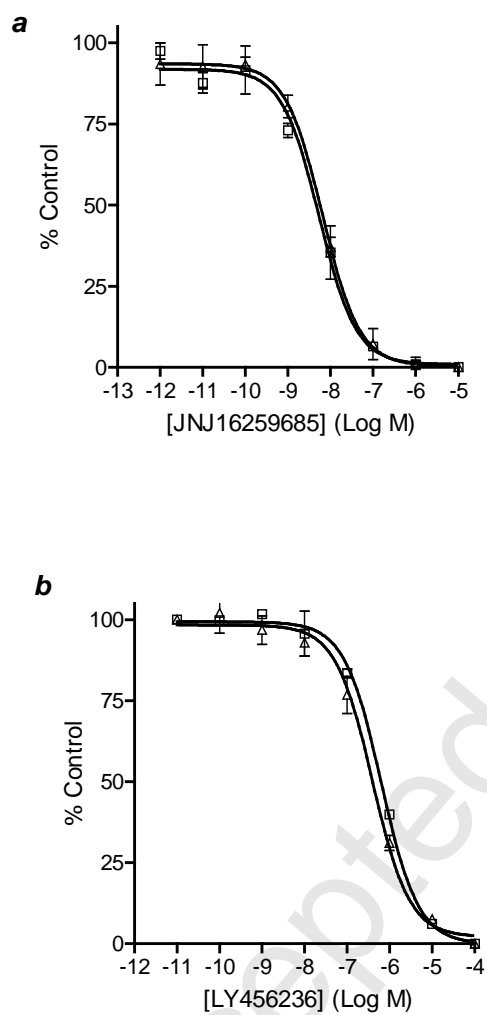 a
100
75
50
25
0
% Control
-13 -12 -11 -10 -9 -8 -7 -6 -5
[JNJ16259685] (Log M)
b
100
75
50
25
0
% Control
-12 -11 -10 -9 -8 -7 -6 -5 -4
[LY456236] (Log M)
cepted